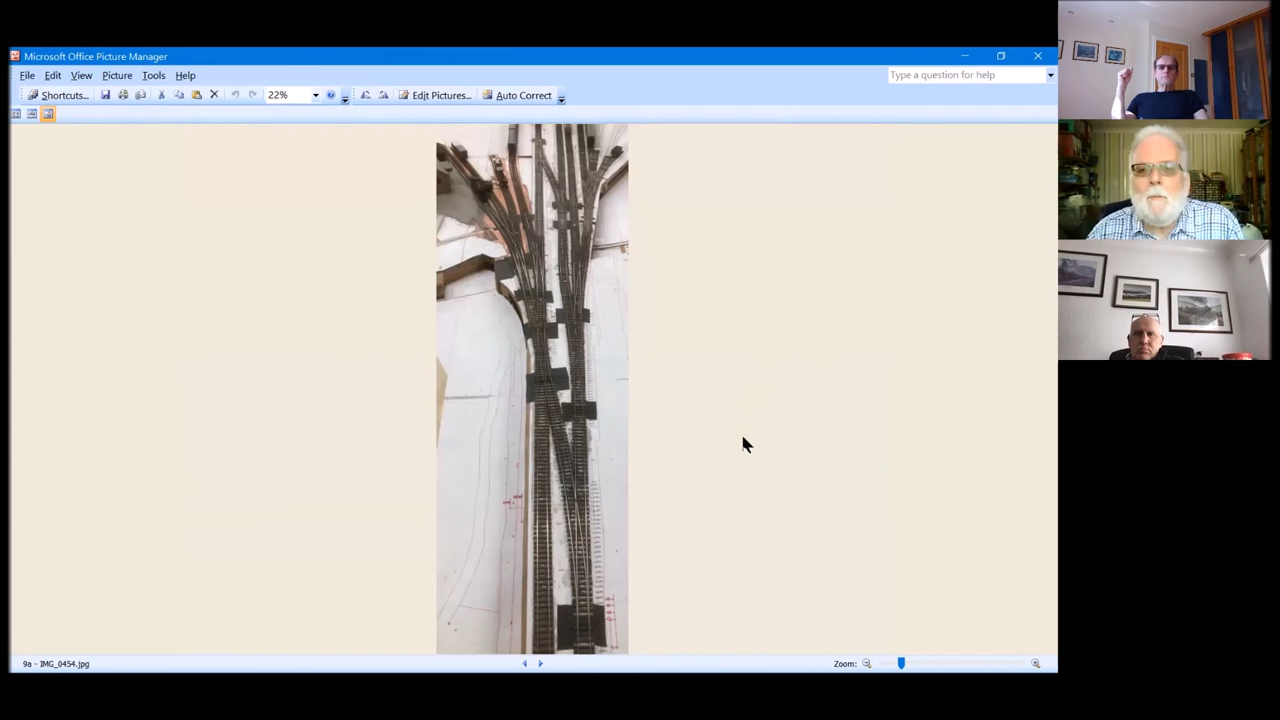 Microsoft Office Picture Manager
File Edit View Picture Tools Help
Type a question for help
Shortcuts... 22% Edit Pictures... Auto Correct
9a - IMG_0454.jpg
Zoom: